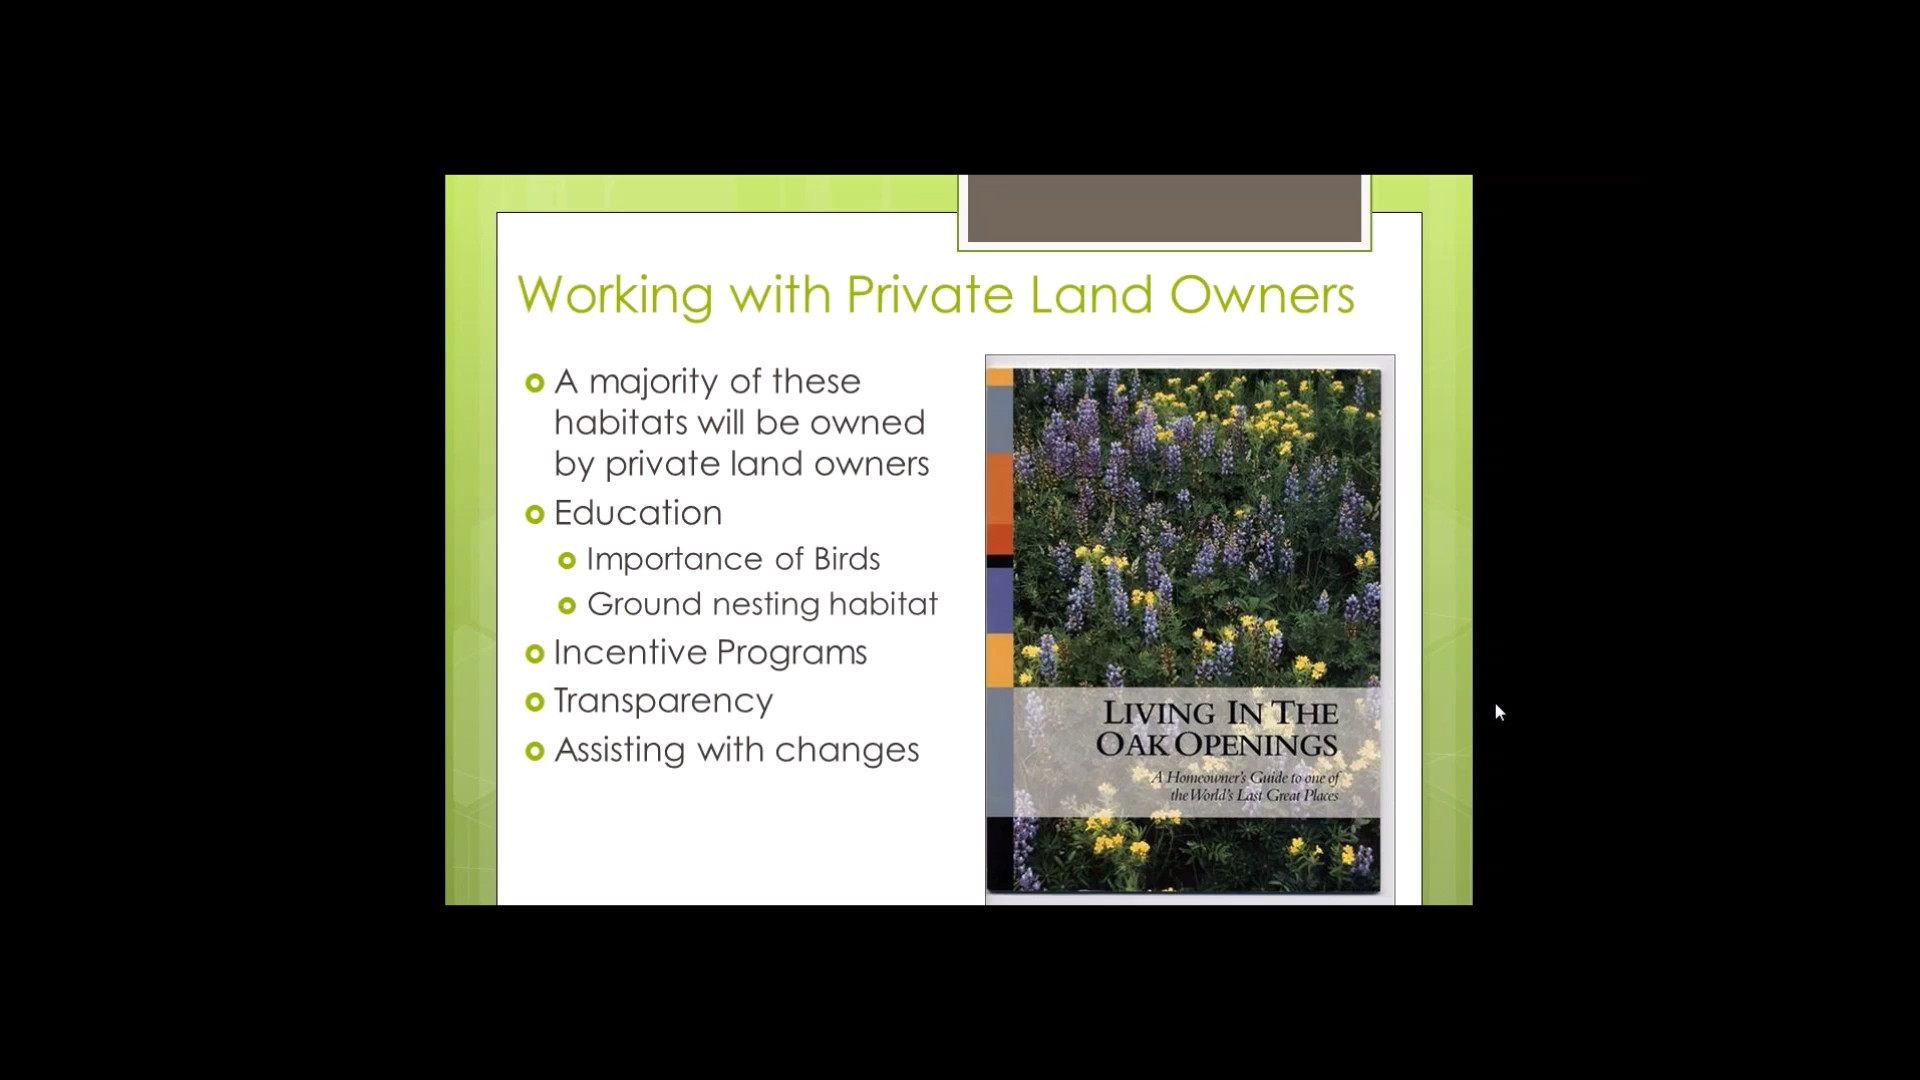 Working with Private Land Owners
A majority of these
habitats will be owned
by private land owners
Education
Importance of Birds
Ground nesting habitat
Incentive Programs
Transparency
Assisting with changes
LIVING IN THE
OAK OPENINGS
A Homeowner's Guide to one of
the World's Last Great Places